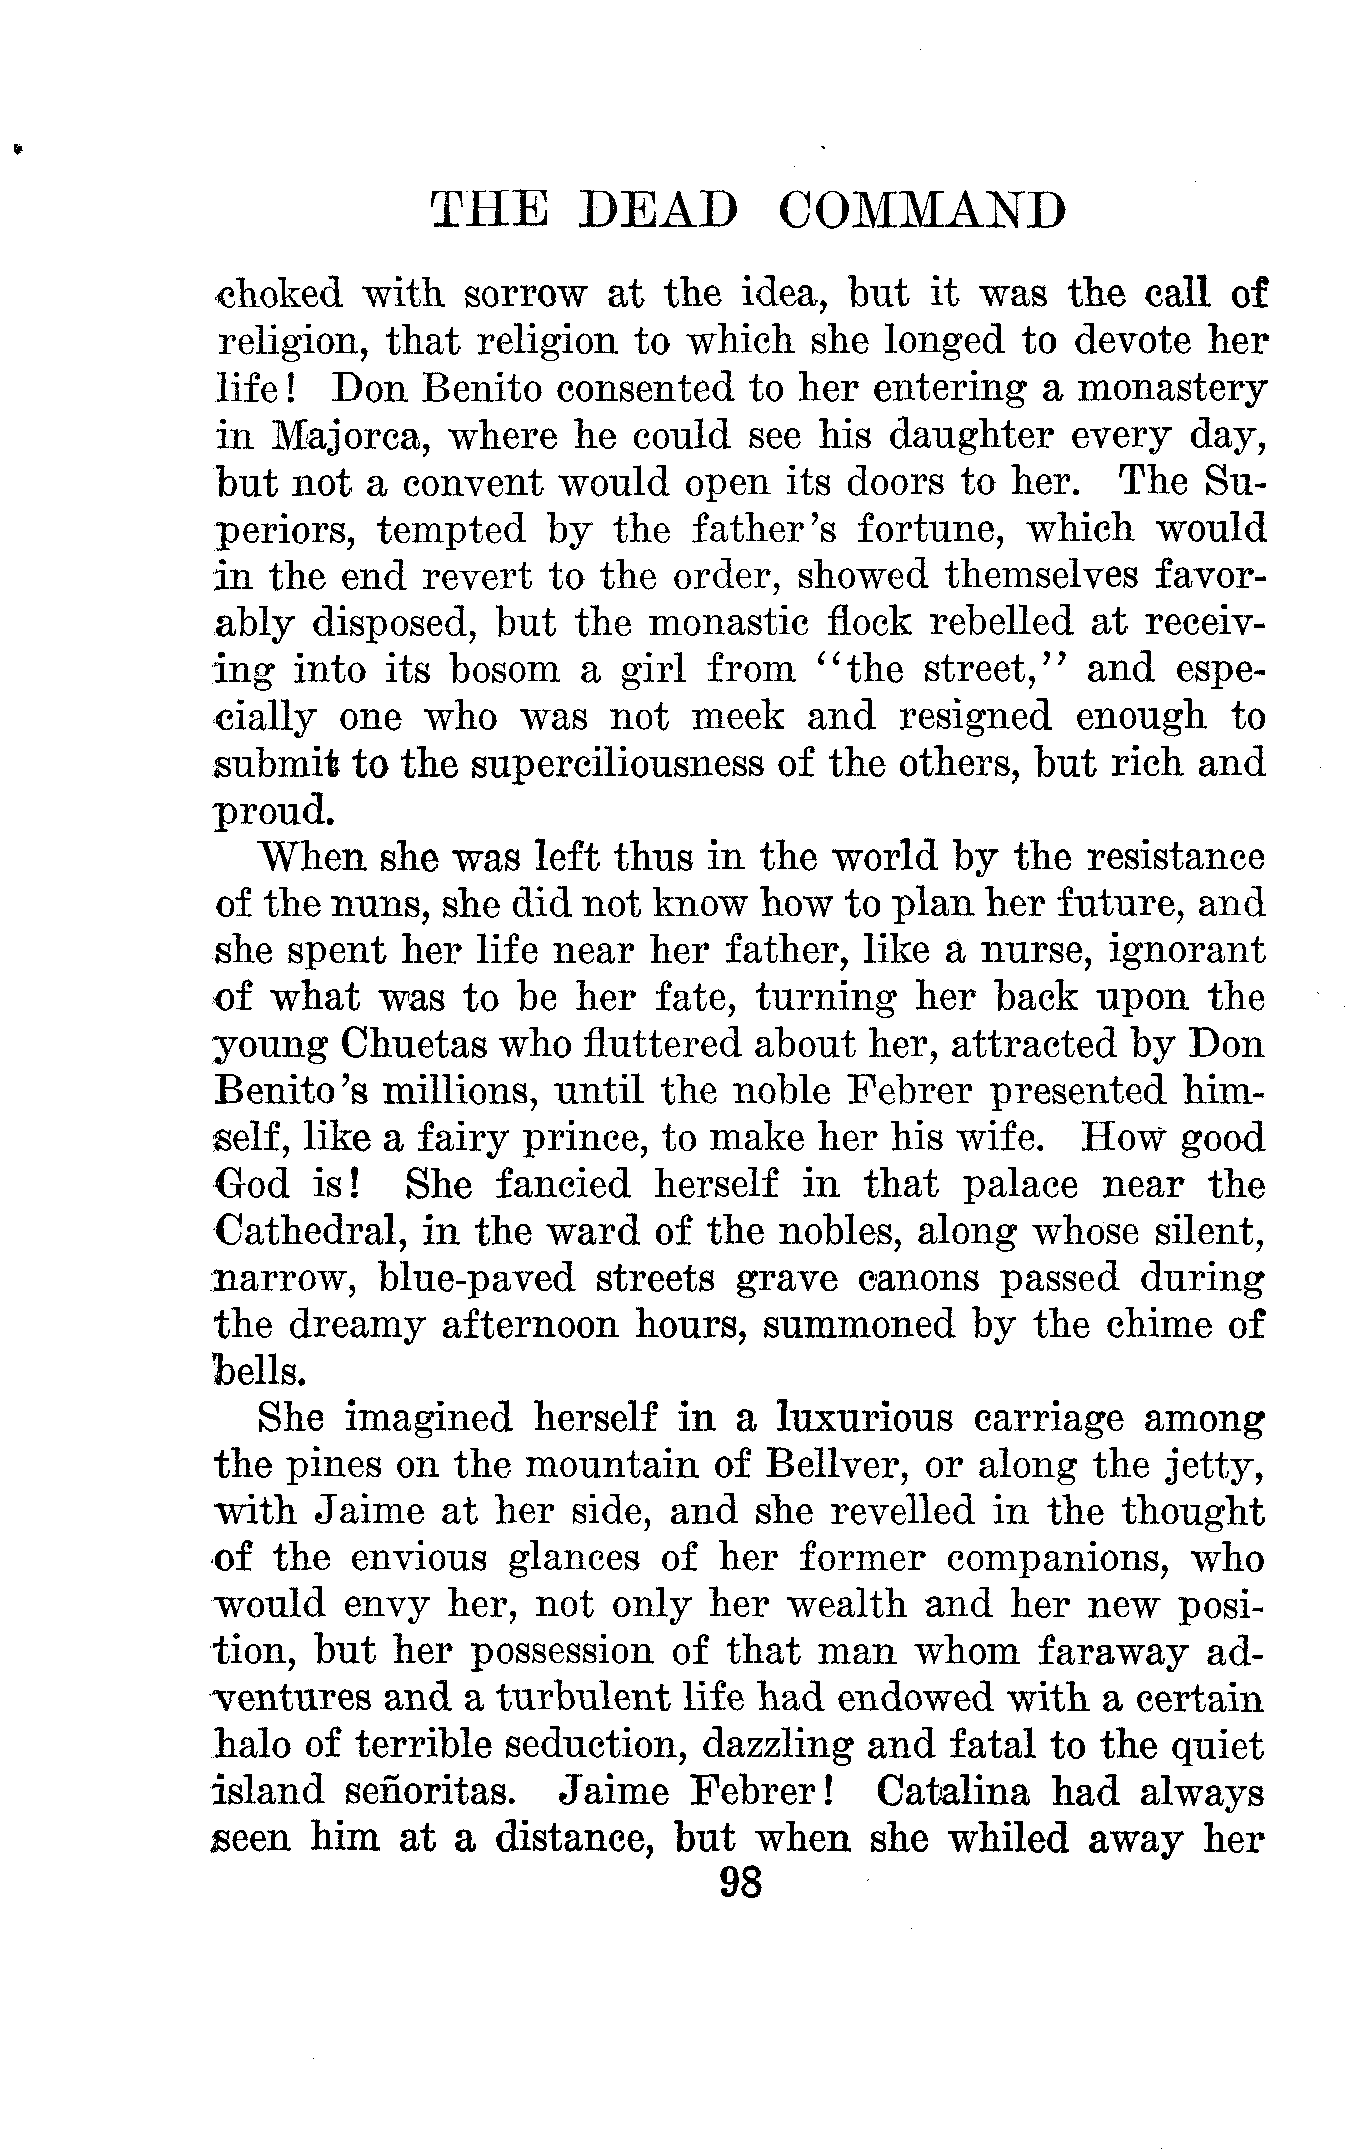 THE DEAD COMMAND
choked with sorrow at the idea, but it was the call of
religion, that religion to which she longed to devote her
life! Don Benito consented to her entering a monastery
in Majorca, where he could see his daughter every day,
but not a convent would open its doors to her. The Su-
periors, tempted by the father's fortune, which would
in the end revert to the order, showed themselves favor-
ably disposed, but the monastic flock rebelled at receiv-
ing into its bosom a girl from "the street," and espe-
cially one who was not meek and resigned enough to
submit to the superciliousness of the others, but rich and
proud.
When she was left thus in the world by the resistance
of the nuns, she did not know how to plan her future, and
she spent her life near her father, like a nurse, ignorant
of what was to be her fate, turning her back upon the
young Chuetas who fluttered about her, attracted by Don
Benito's millions, until the noble Febrer presented him-
self, like a fairy prince, to make her his wife. How good
God is! She fancied herself in that palace near the
Cathedral, in the ward of the nobles, along whose silent,
narrow, blue-paved streets grave canons passed during
the dreamy afternoon hours, summoned by the chime of
bells.
She imagined herself in a luxurious carriage among
the pines on the mountain of Bellver, or along the jetty,
with Jaime at her side, and she revelled in the thought
of the envious glances of her former companions, who
would envy her, not only her wealth and her new posi-
tion, but her possession of that man whom faraway ad-
ventures and a turbulent life had endowed with a certain
halo of terrible seduction, dazzling and fatal to the quiet
island señoritas. Jaime Febrer! Catalina had always
seen him at a distance, but when she whiled away her
98